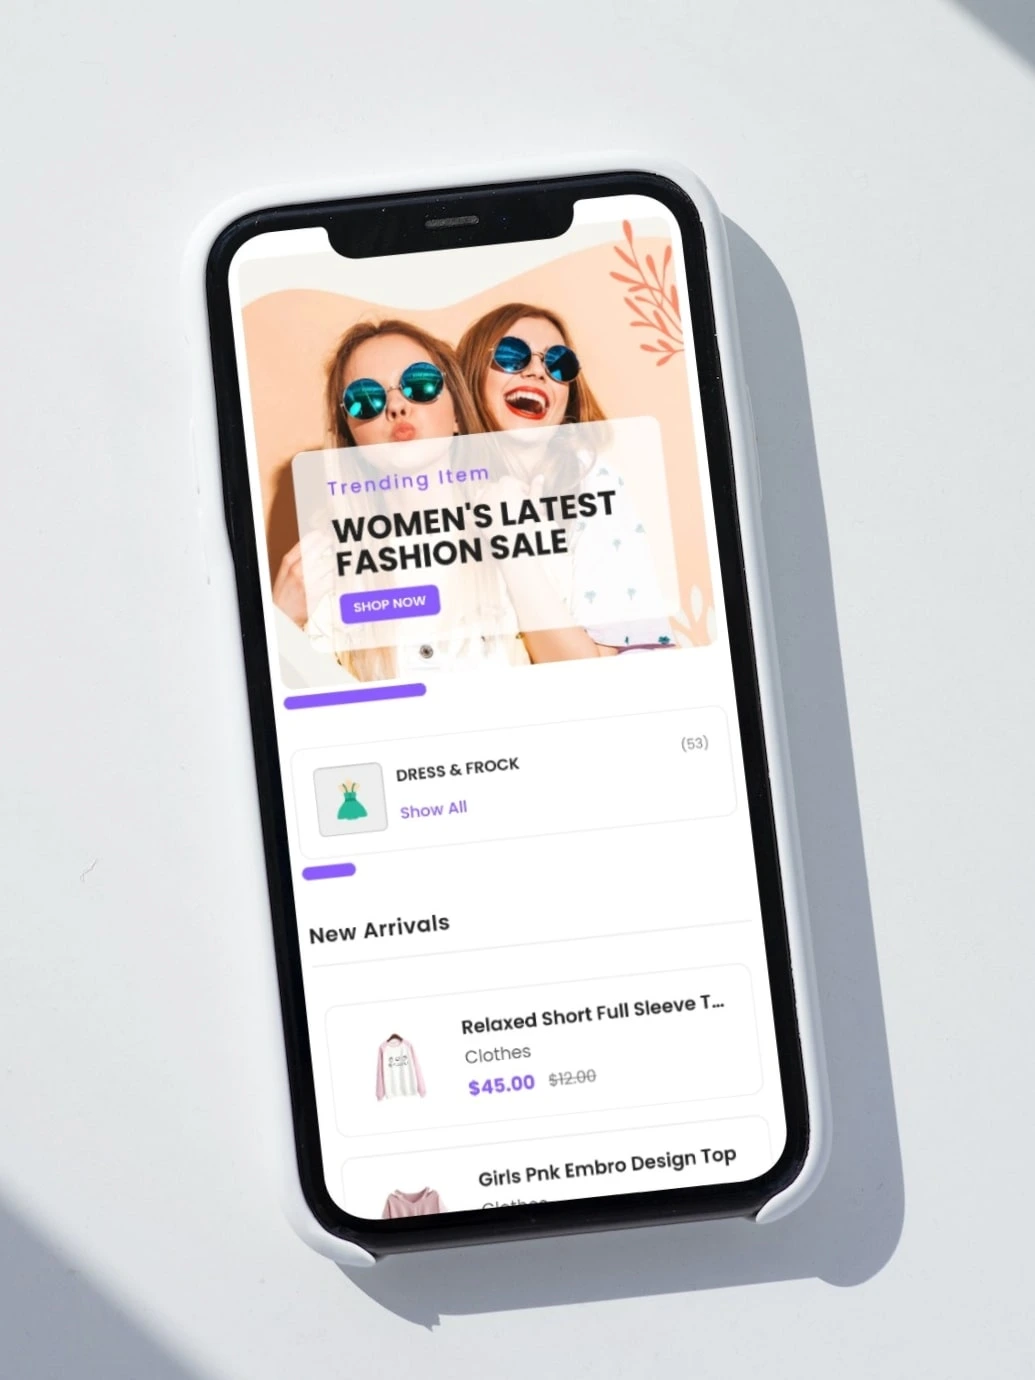 Trending Item
WOMEN'S LATEST
FASHION SALE
SHOP NOW
DRESS & FROCK
(53)
Show All
New Arrivals
Relaxed Short Full Sleeve T...
Clothes
$45.00 $12.00
Girls Pnk Embro Design Top
Clothes